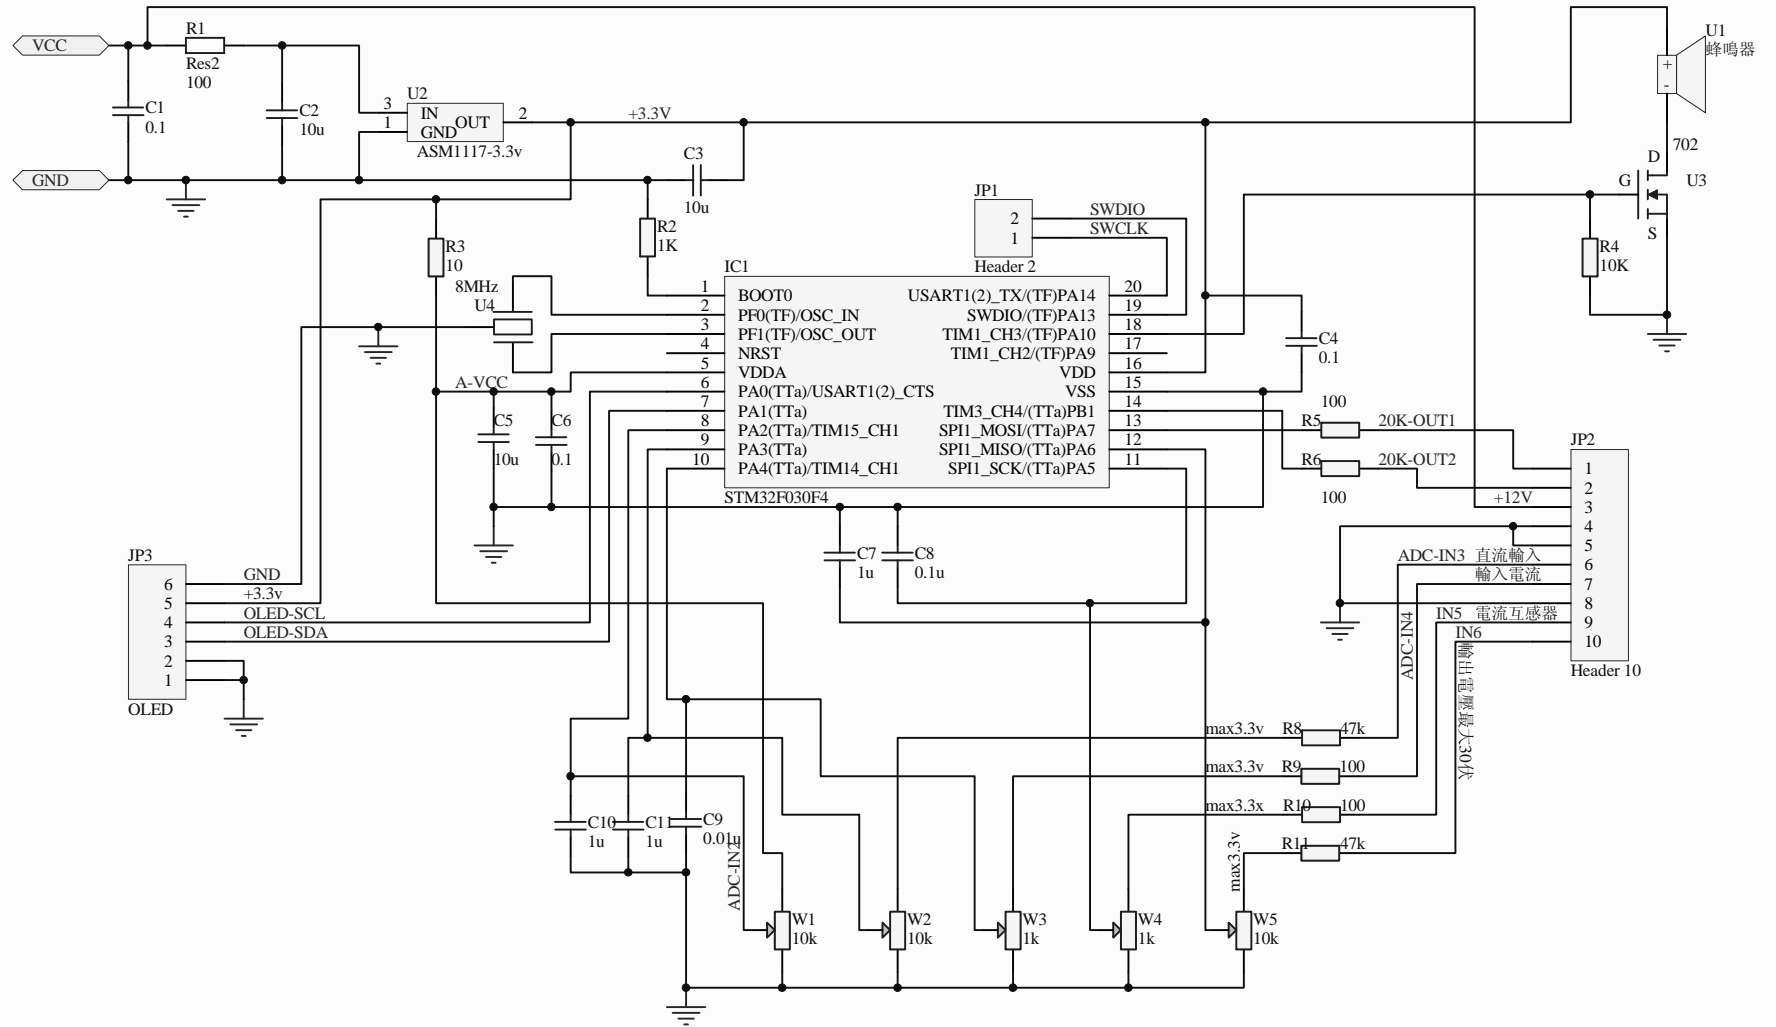 VCC
R1
Res2
100
C1
0.1
C2
10u
U2
3
1
IN
GND
OUT
2
ASM1117-3.3v
+3.3V
GND
C3
10u
R2
1K
R3
10
8MHz
U4
JP1
2
1
Header 2
SWDIO
SWCLK
U1
蜂鳴器
+
-
702
D
G
S
U3
R4
10K
IC1
1 BOOT0
2 PF0(TF)/OSC_IN
3 PF1(TF)/OSC_OUT
4 NRST
5 VDDA
6 PA0(TTa)/USART1(2)_CTS
7 PA1(TTa)
8 PA2(TTa)/TIM15_CH1
9 PA3(TTa)
10 PA4(TTa)/TIM14_CH1
USART1(2)_TX/(TF)PA14 20
SWDIO/(TF)PA13 19
TIM1_CH3/(TF)PA10 18
TIM1_CH2/(TF)PA9 17
VDD 16
VSS 15
TIM3_CH4/(TTa)PB1 14
SPI1_MOSI/(TTa)PA7 13
SPI1_MISO/(TTa)PA6 12
SPI1_SCK/(TTa)PA5 11
STM32F030F4
C4
0.1
A-VCC
C5
10u
C6
0.1
100
R5
20K-OUT1
R6
20K-OUT2
100
JP2
1
2
+12V 3
4
5
ADC-IN3 直流輸入 6
輸入電流 7
8
IN5 電流互感器 9
IN6 10
Header 10
ADC-IN4
輸出電壓最大30伏
C7
1u
C8
0.1u
JP3
6 GND
5 +3.3v
4 OLED-SCL
3 OLED-SDA
2
1
OLED
max3.3v R8 47k
max3.3v R9 100
max3.3x R10 100
max3.3v
R11 47k
C10
1u
C11
1u
C9
0.01u
ADC-IN2
W1
10k
W2
10k
W3
1k
W4
1k
W5
10k